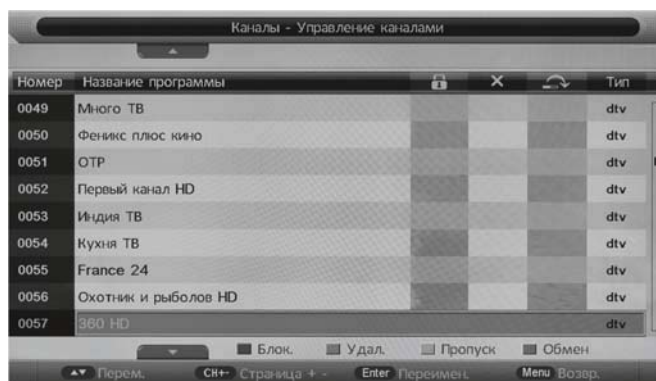 Каналы - Управление каналами
Номер Название программы Тип
0049 Много ТВ dtv
0050 Феникс плюс кино dtv
0051 ОТР dtv
0052 Первый канал HD dtv
0053 Индия ТВ dtv
0054 Кухня ТВ dtv
0055 France 24 dtv
0056 Охотник и рыболов HD dtv
0057 360 HD dtv
Блок. Удал. Пропуск Обмен
Перем. CH+- Страница + - Enter Переимен. Menu Возвр.